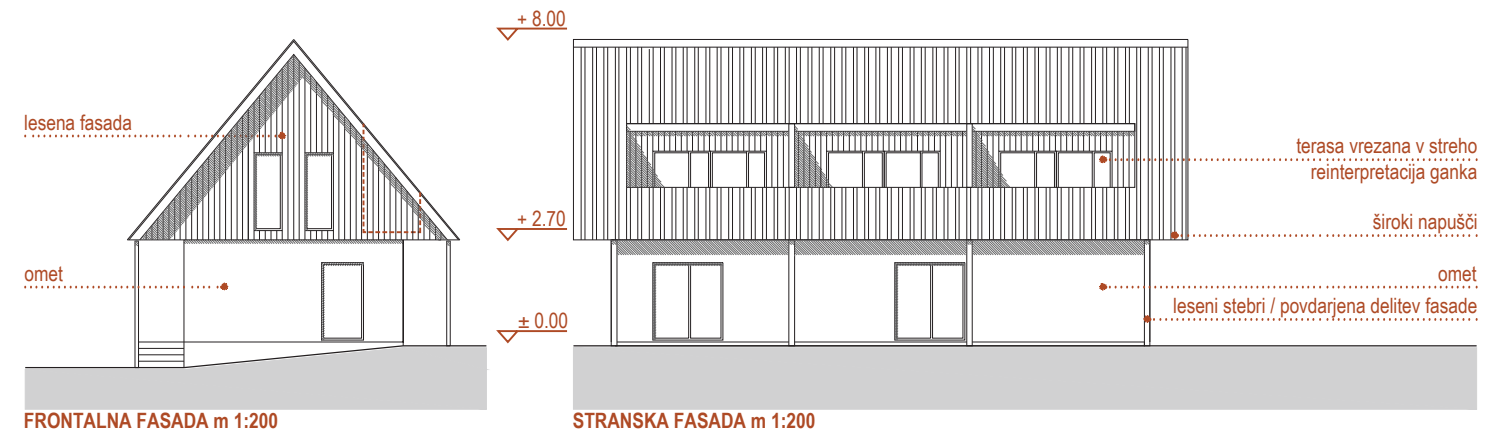 + 8.00
lesena fasada
terasa vrezana v streho
reinterpretacija ganka
+ 2.70
široki napušči
omet
omet
leseni stebri / povdarjena delitev fasade
± 0.00
FRONTALNA FASADA m 1:200
STRANSKA FASADA m 1:200